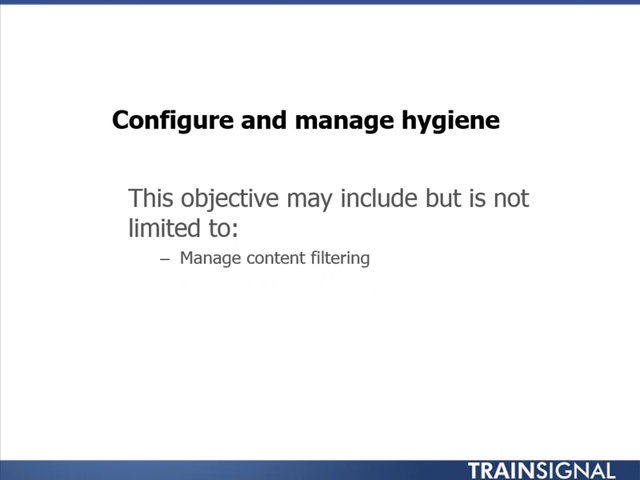 Configure and manage hygiene
This objective may include but is not
limited to:
– Manage content filtering
TRAINSIGNAL